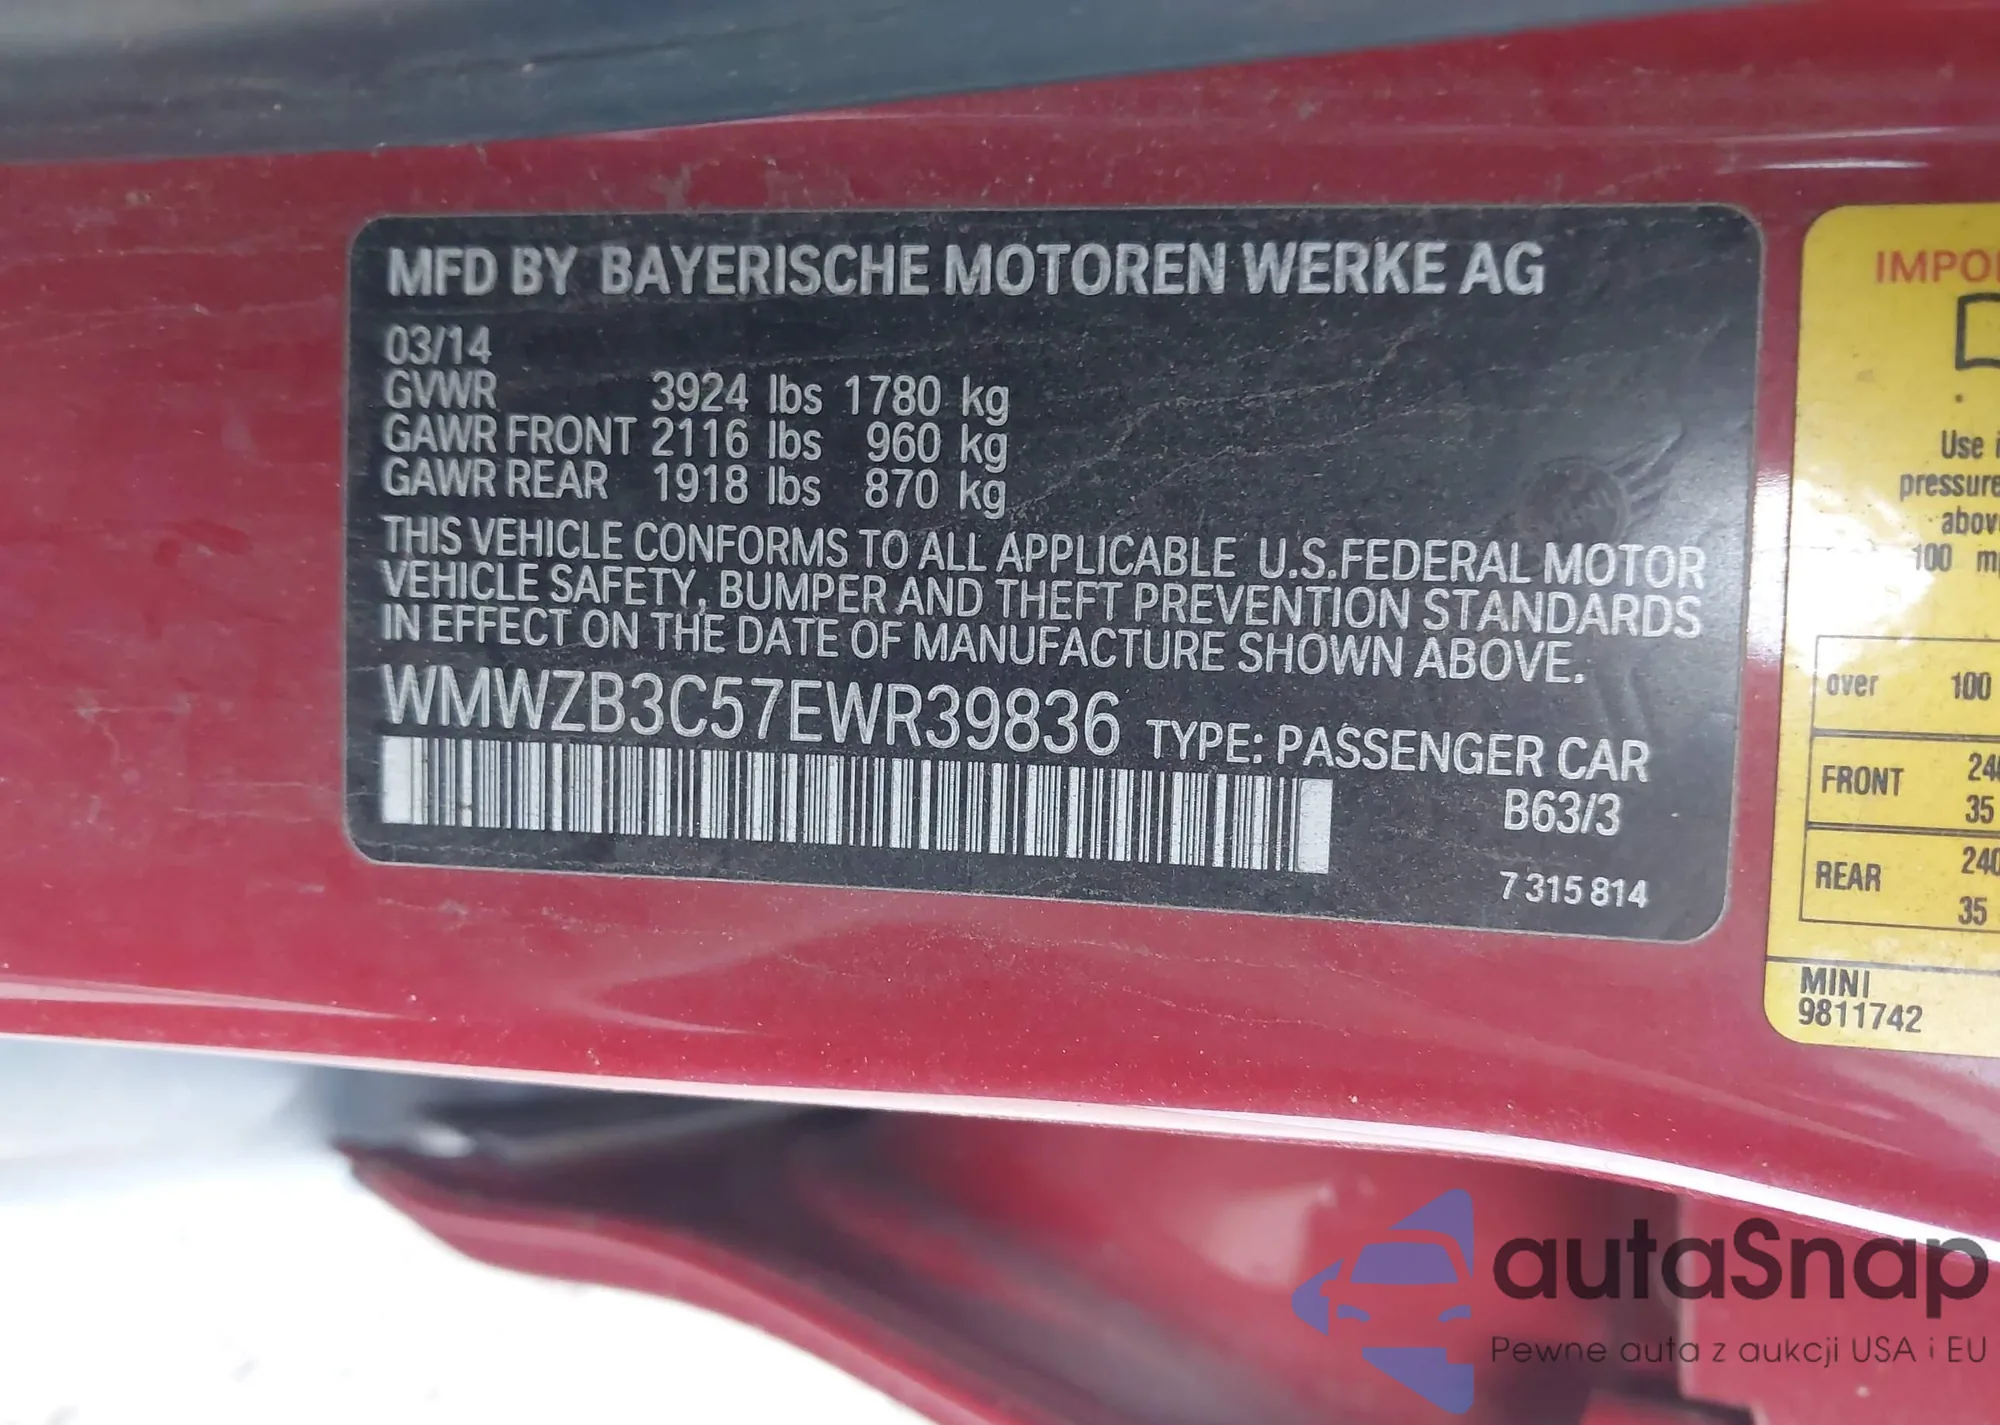 MFD BY BAYERISCHE MOTOREN WERKE AG
03/14
GVWR 3924 lbs 1780 kg
GAWR FRONT 2116 lbs 960 kg
GAWR REAR 1918 lbs 870 kg
THIS VEHICLE CONFORMS TO ALL APPLICABLE U.S.FEDERAL MOTOR
VEHICLE SAFETY, BUMPER AND THEFT PREVENTION STANDARDS
IN EFFECT ON THE DATE OF MANUFACTURE SHOWN ABOVE.
WMWZB3C57EWR39836 TYPE: PASSENGER CAR
B63/3
7 315 814
MINI
IMPO
Use
pressure
abov
100
over 100
FRONT 24
35
REAR 240
35
MINI
9811742
autaSnap
Pewne auta z aukcji USA i EU